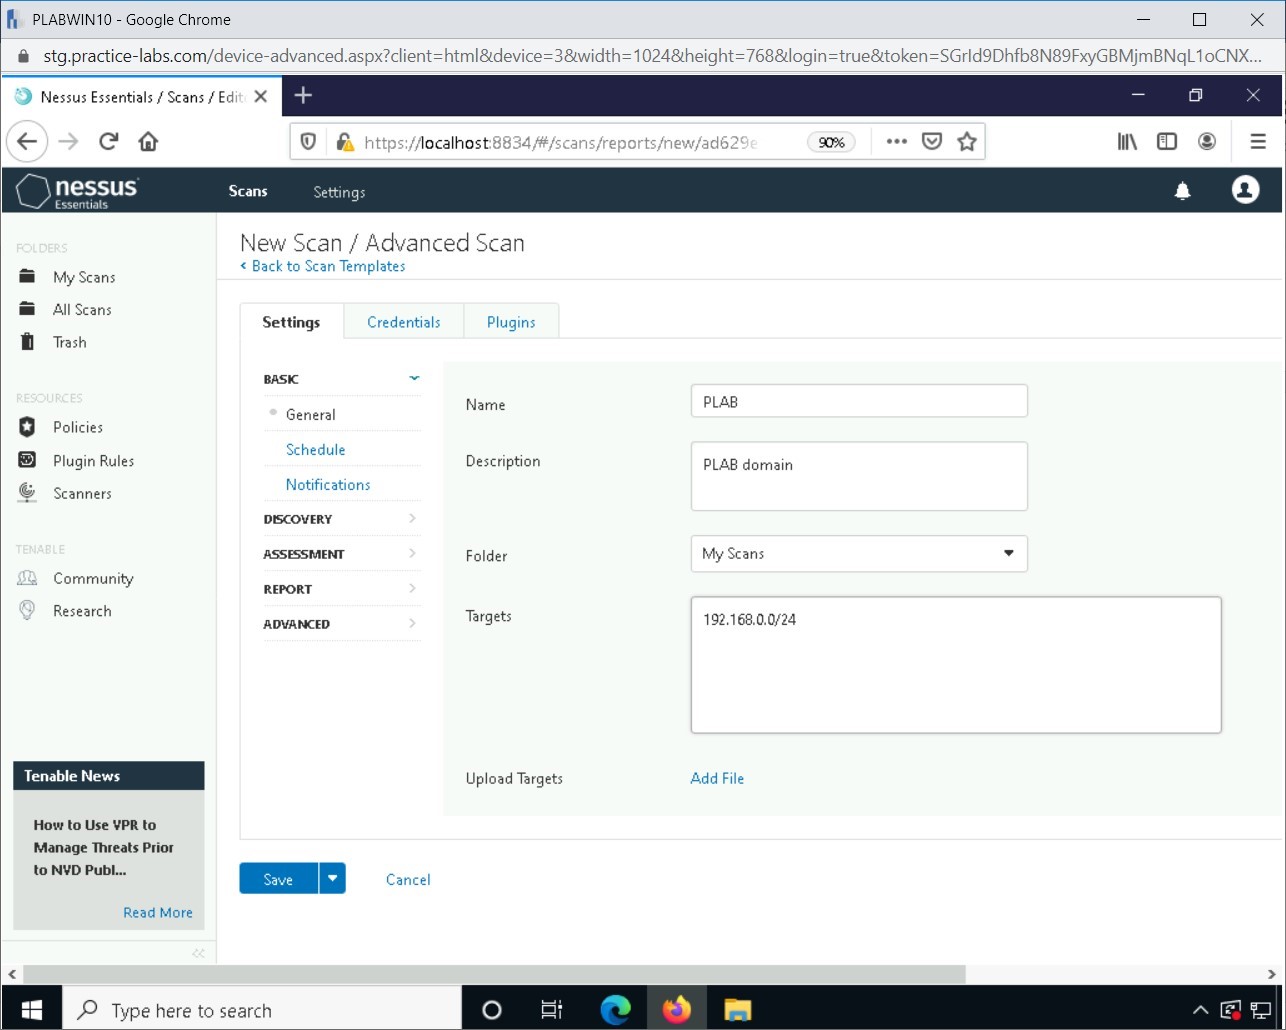 PLABWIN10 - Google Chrome
stg.practice-labs.com/device-advanced.aspx?client=html&device=3&width=1024&height=768&login=true&token=SGrId9Dhfb8N89FxyGBMjmBNqL1oCNX...
Nessus Essentials / Scans / Edit
https://localhost:8834/#/scans/reports/new/ad629e
90%
nessus
Essentials
Scans
Settings
FOLDERS
My Scans
All Scans
Trash
RESOURCES
Policies
Plugin Rules
Scanners
TENABLE
Community
Research
Tenable News
How to Use VPR to
Manage Threats Prior
to NVD Publ...
Read More
New Scan / Advanced Scan
Back to Scan Templates
Settings
Credentials
Plugins
BASIC
General
Schedule
Notifications
DISCOVERY
ASSESSMENT
REPORT
ADVANCED
Name
PLAB
Description
PLAB domain
Folder
My Scans
Targets
192.168.0.0/24
Upload Targets
Add File
Save
Cancel
Type here to search